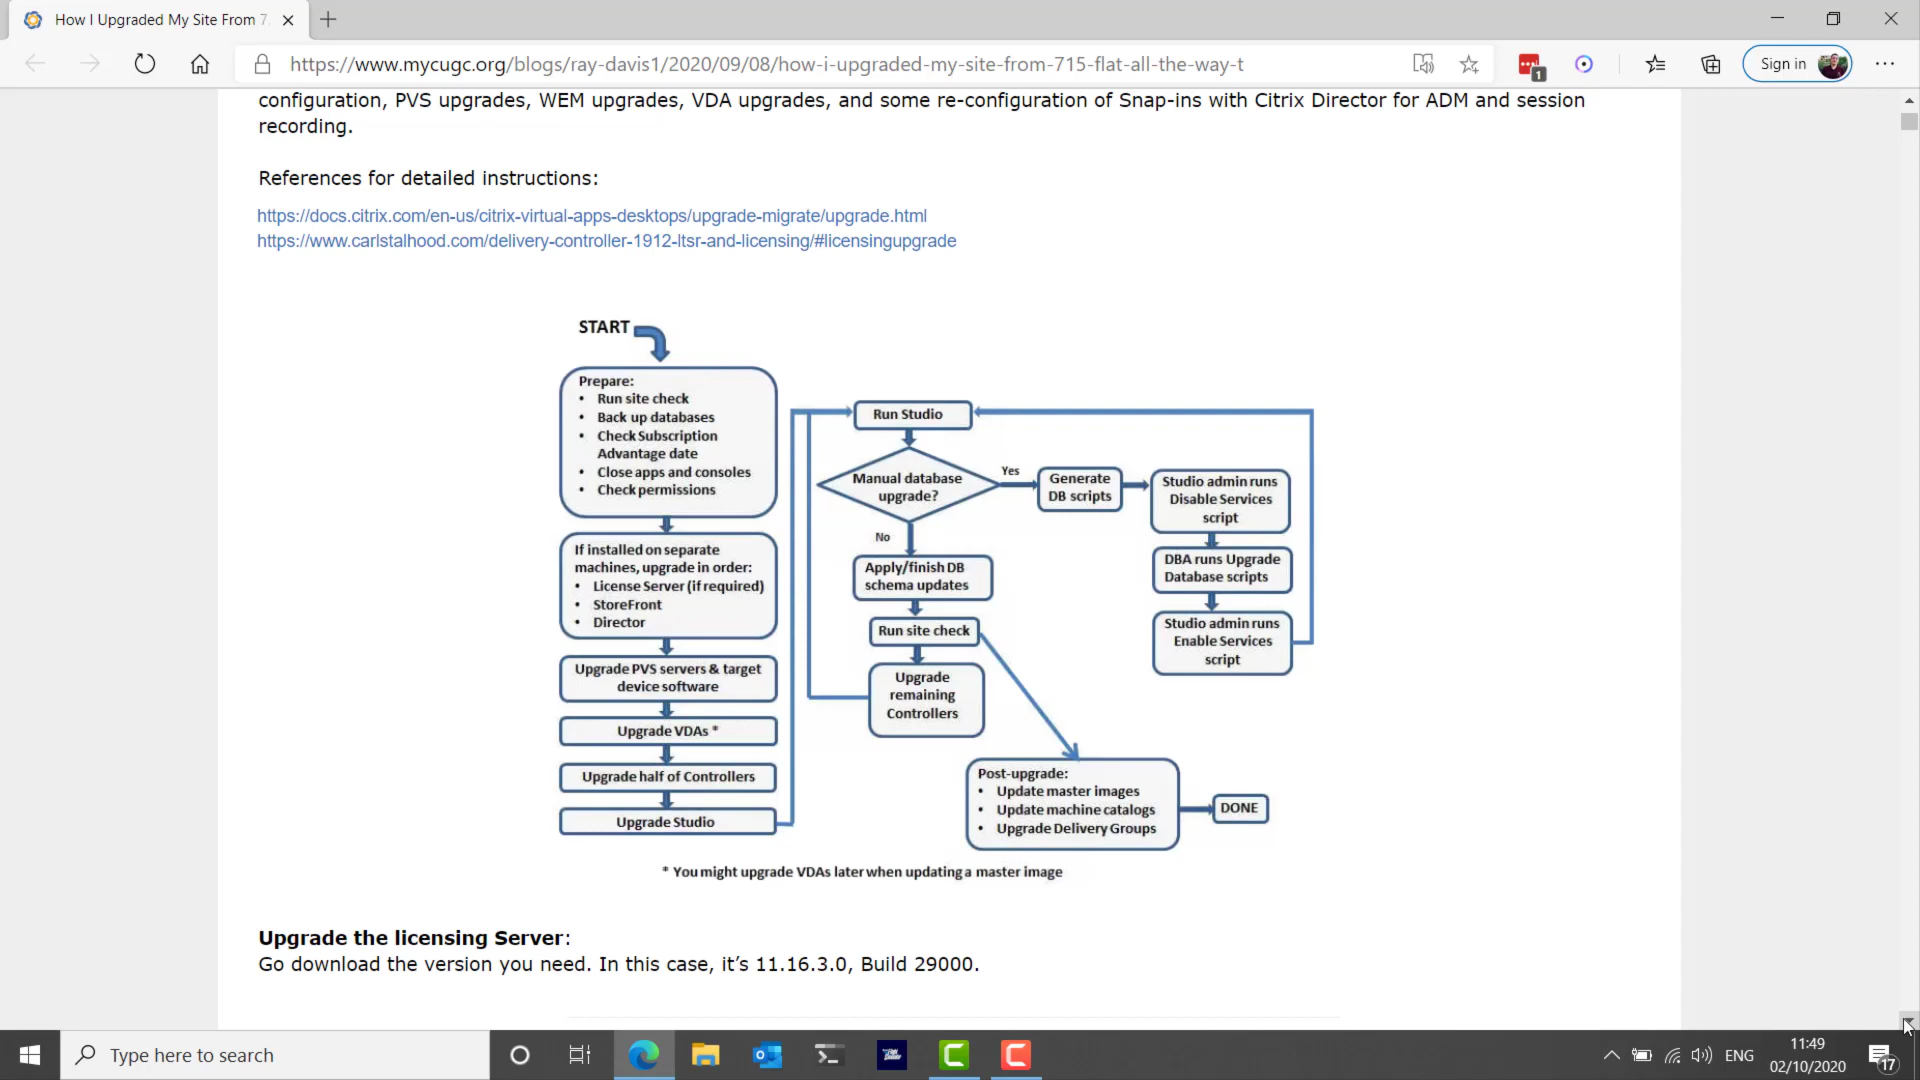 How I Upgraded My Site From 7
https://www.mycugc.org/blogs/ray-davis1/2020/09/08/how-i-upgraded-my-site-from-715-flat-all-the-way-t
1
Sign in
configuration, PVS upgrades, WEM upgrades, VDA upgrades, and some re-configuration of Snap-ins with Citrix Director for ADM and session
recording.
References for detailed instructions:
https://docs.citrix.com/en-us/citrix-virtual-apps-desktops/upgrade-migrate/upgrade.html
https://www.carlstalhood.com/delivery-controller-1912-ltsr-and-licensing/#licensingupgrade
START
Prepare:
• Run site check
• Back up databases
• Check Subscription
Advantage date
• Close apps and consoles
• Check permissions
If installed on separate
machines, upgrade in order:
• License Server (if required)
• StoreFront
• Director
Upgrade PVS servers & target
device software
Upgrade VDAs *
Upgrade half of Controllers
Upgrade Studio
Run Studio
Manual database
upgrade?
Yes
Generate
DB scripts
Studio admin runs
Disable Services
script
DBA runs Upgrade
Database scripts
Studio admin runs
Enable Services
script
No
Apply/finish DB
schema updates
Run site check
Upgrade
remaining
Controllers
Post-upgrade:
• Update master images
• Update machine catalogs
• Upgrade Delivery Groups
DONE
* You might upgrade VDAs later when updating a master image
Upgrade the licensing Server:
Go download the version you need. In this case, it’s 11.16.3.0, Build 29000.
Type here to search
ENG
11:49
02/10/2020
17